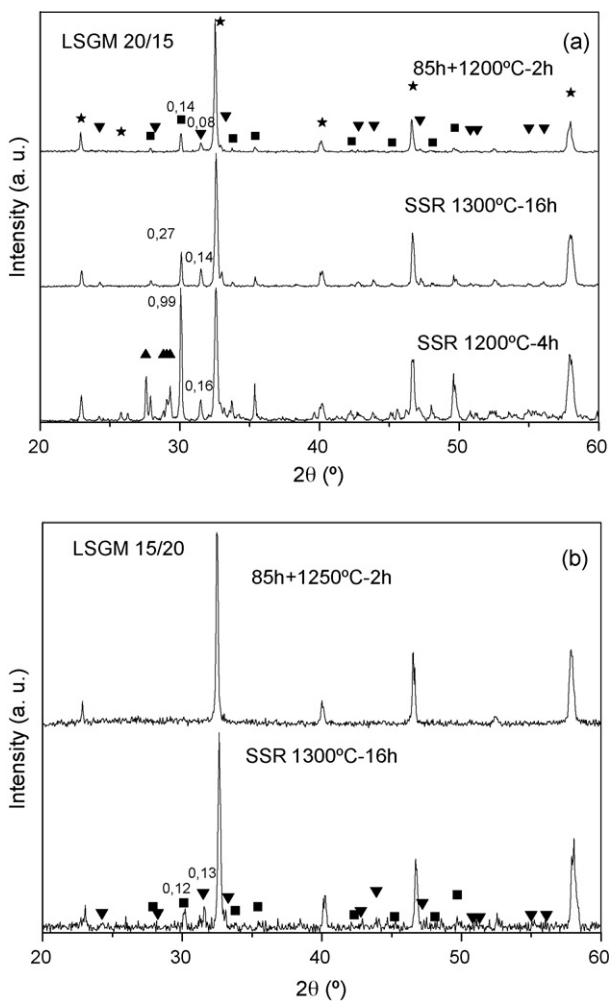 LSGM 20/15
(a)
85h+1200ºC-2h
0,14
0,08
SSR 1300ºC-16h
0,27
0,14
0,99
SSR 1200ºC-4h
0,16
Intensity (a. u.)
20 30 40 50 60
2θ (º)
LSGM 15/20
(b)
85h+1250ºC-2h
SSR 1300ºC-16h
0,13
0,12
Intensity (a. u.)
20 30 40 50 60
2θ (º)